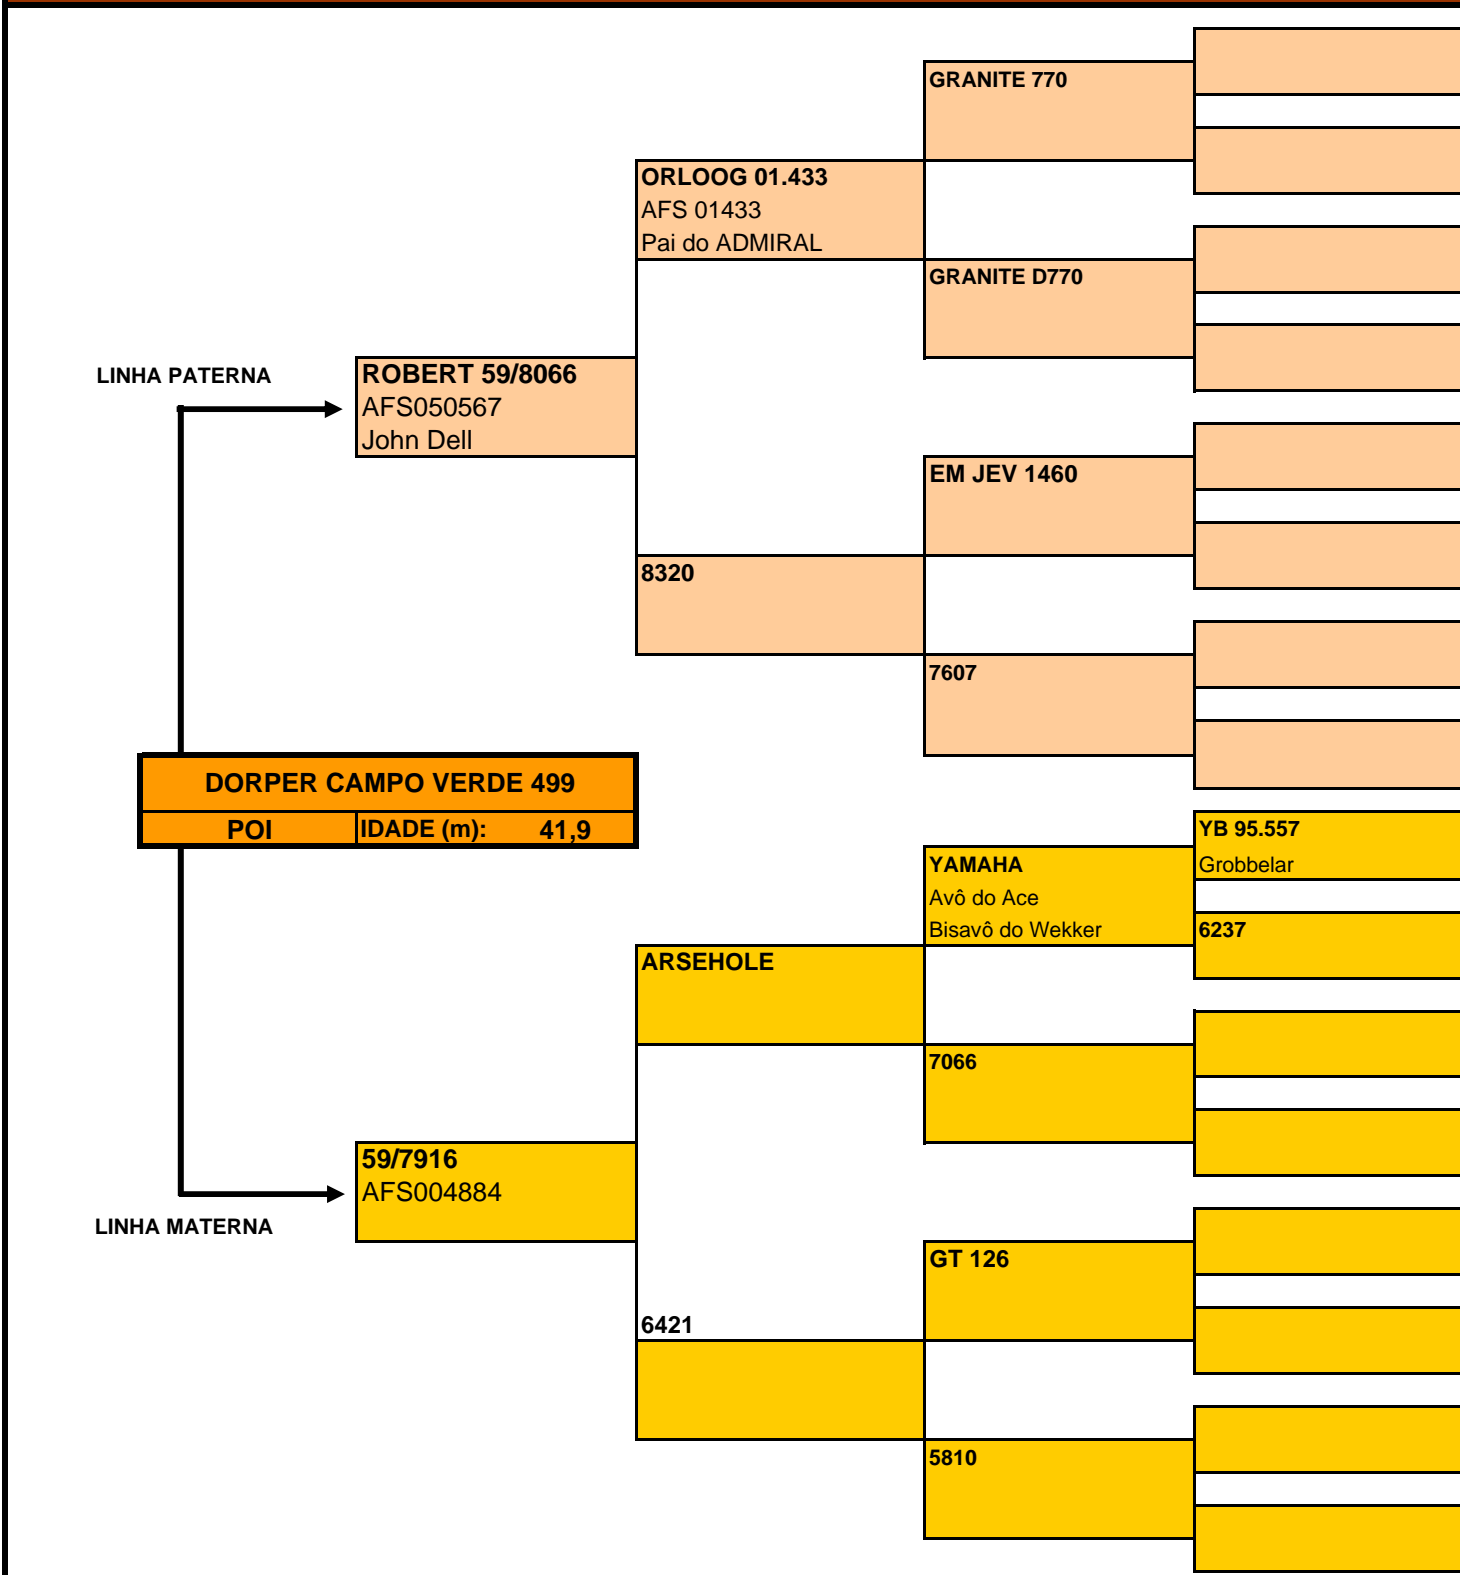 GRANITE 770
ORLOOG 01.433
AFS 01433
Pai do ADMIRAL
GRANITE D770
LINHA PATERNA
ROBERT 59/8066
AFS050567
John Dell
EM JEV 1460
8320
7607
DORPER CAMPO VERDE 499
POI IDADE (m): 41,9
YB 95.557
Grobbelar
YAMAHA
Avô do Ace
Bisavô do Wekker
6237
ARSEHOLE
7066
59/7916
AFS004884
LINHA MATERNA
GT 126
6421
5810